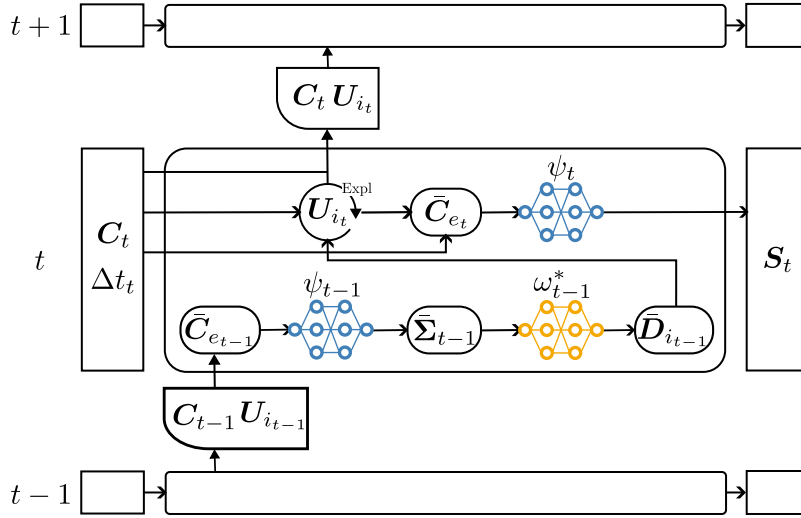 t + 1
C_t U_{i_t}
ψ_t
Expl
U_{i_t}
C̄_{e_t}
C_t
Δt_t
t
S_t
ψ_{t−1}
ω*_{t−1}
C̄_{e_{t−1}}
Σ̄_{t−1}
D̄_{i_{t−1}}
C_{t−1} U_{i_{t−1}}
t − 1